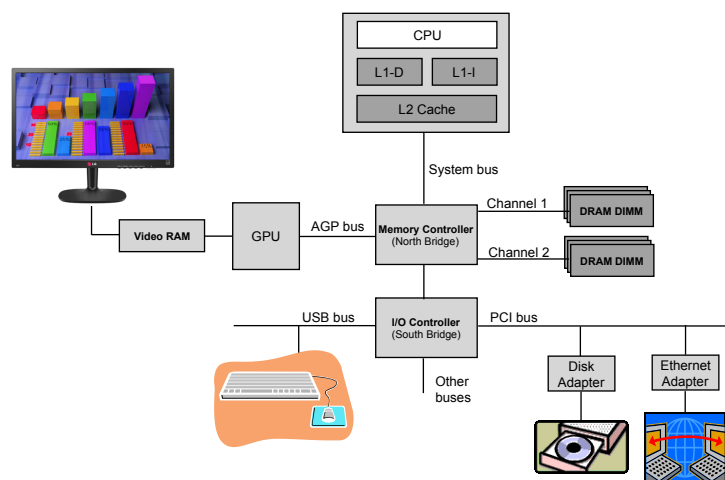 CPU
L1-D
L1-I
L2 Cache
System bus
Channel 1
DRAM DIMM
AGP bus
Memory Controller
(North Bridge)
GPU
Video RAM
Channel 2
DRAM DIMM
USB bus
I/O Controller
(South Bridge)
PCI bus
Other
buses
Disk
Adapter
Ethernet
Adapter
LG